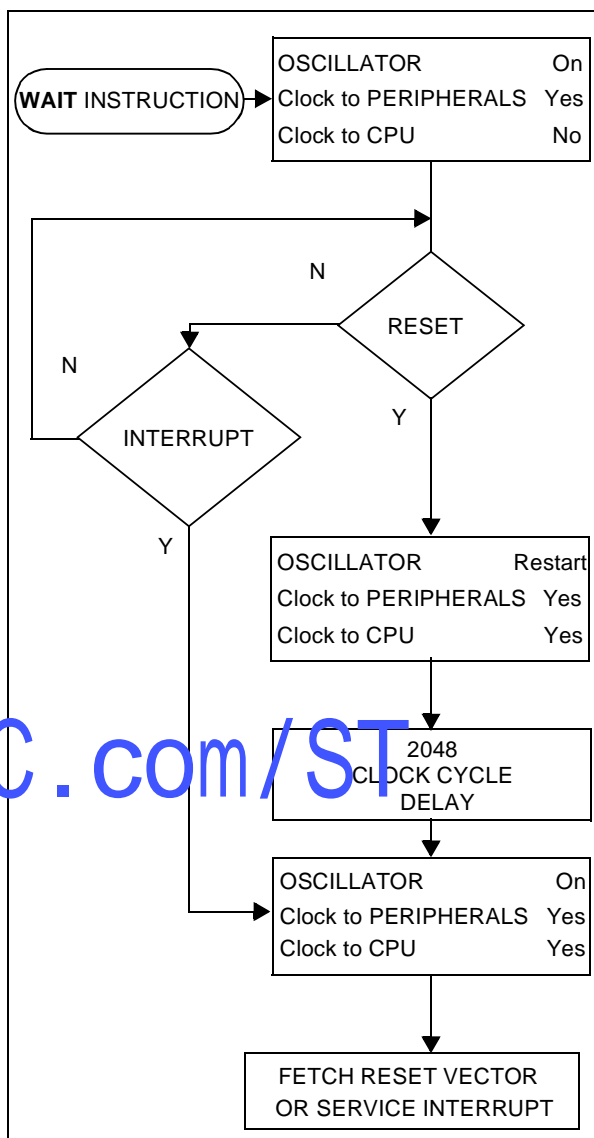 WAIT INSTRUCTION
OSCILLATOR On
Clock to PERIPHERALS Yes
Clock to CPU No
N
RESET
N
INTERRUPT
Y
Y
OSCILLATOR Restart
Clock to PERIPHERALS Yes
Clock to CPU Yes
C.com/ST
2048
CLOCK CYCLE
DELAY
OSCILLATOR On
Clock to PERIPHERALS Yes
Clock to CPU Yes
FETCH RESET VECTOR
OR SERVICE INTERRUPT